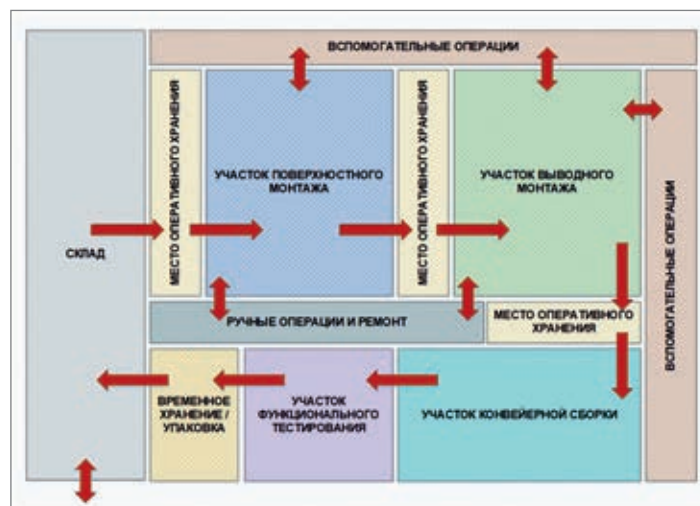 ВСПОМОГАТЕЛЬНЫЕ ОПЕРАЦИИ
СКЛАД
МЕСТО ОПЕРАТИВНОГО ХРАНЕНИЯ
УЧАСТОК ПОВЕРХНОСТНОГО
МОНТАЖА
МЕСТО ОПЕРАТИВНОГО ХРАНЕНИЯ
УЧАСТОК ВЫВОДНОГО
МОНТАЖА
ВСПОМОГАТЕЛЬНЫЕ ОПЕРАЦИИ
РУЧНЫЕ ОПЕРАЦИИ И РЕМОНТ
МЕСТО ОПЕРАТИВНОГО
ХРАНЕНИЯ
ВРЕМЕННОЕ
ХРАНЕНИЕ /
УПАКОВКА
УЧАСТОК
ФУНКЦИОНАЛЬНОГО
ТЕСТИРОВАНИЯ
УЧАСТОК КОНВЕЙЕРНОЙ СБОРКИ